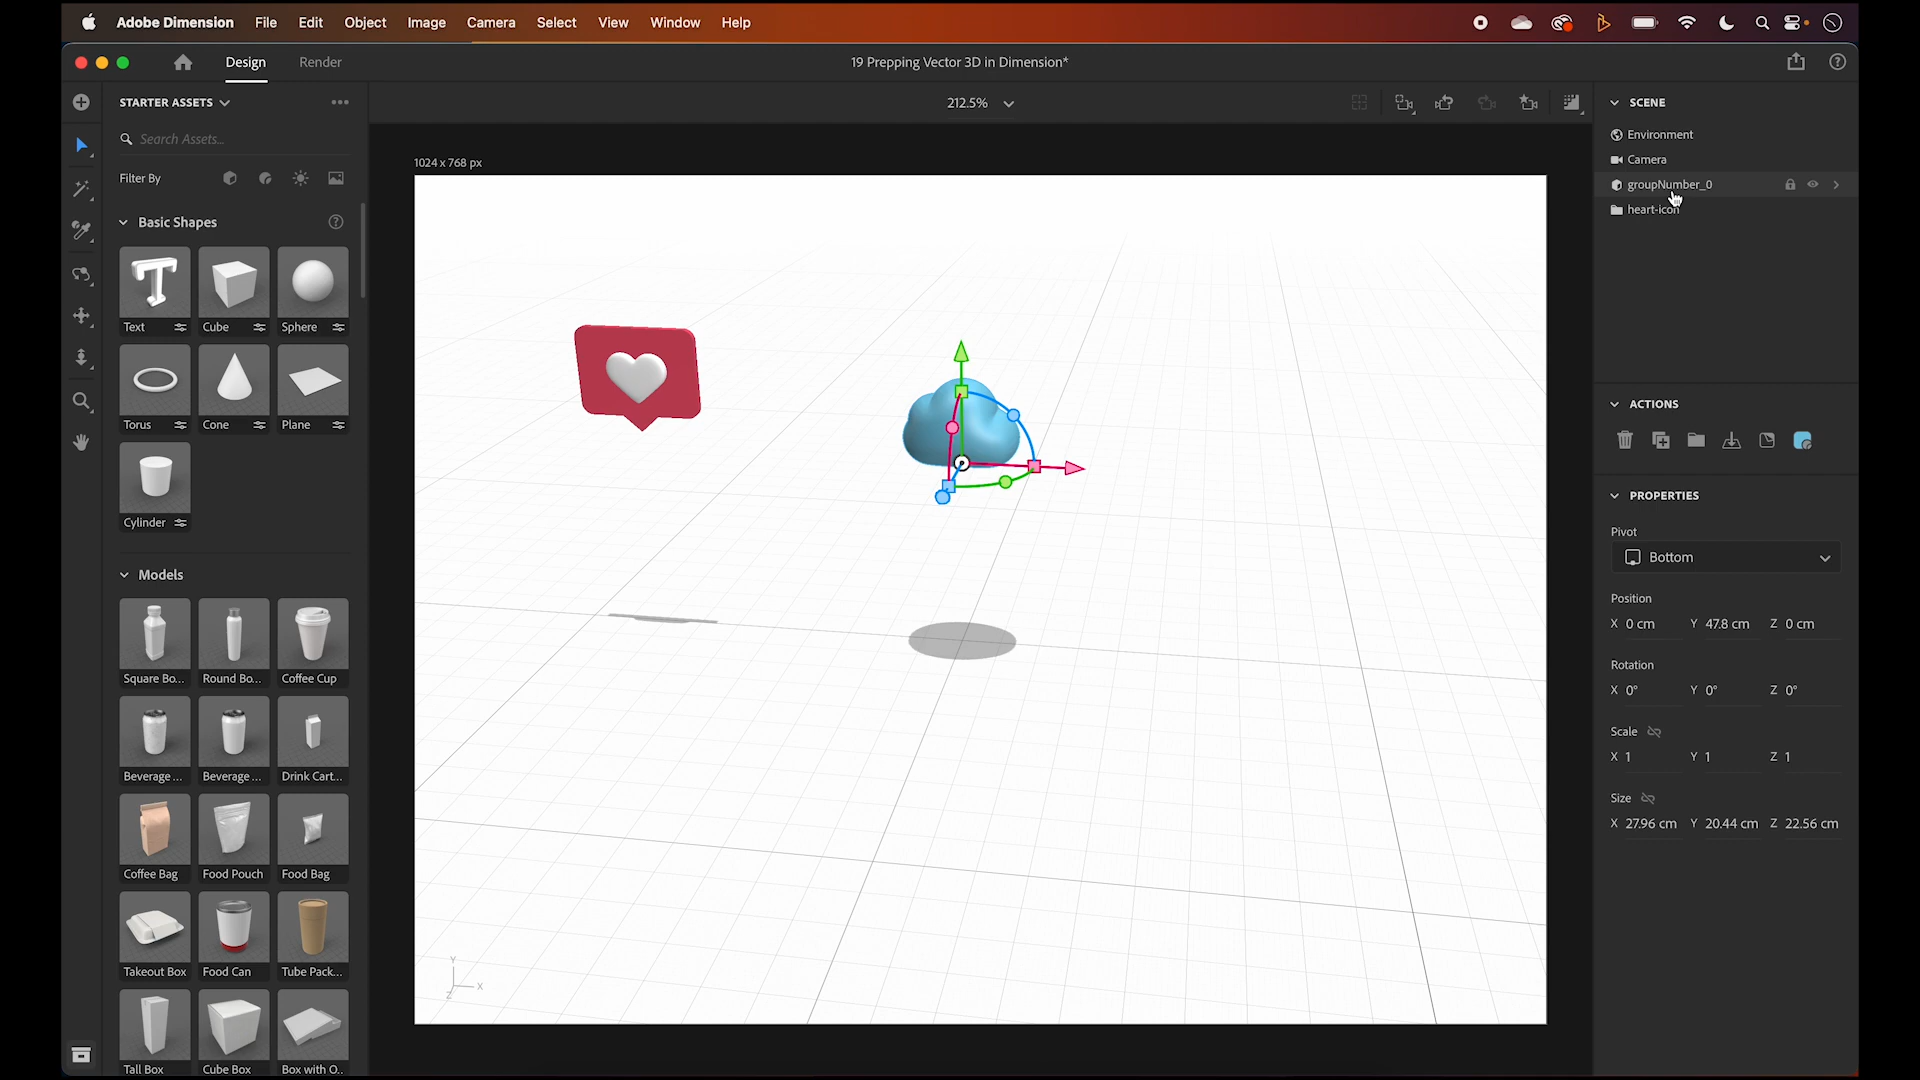 Adobe Dimension File Edit Object Image Camera Select View Window Help
Design Render 19 Prepping Vector 3D in Dimension*
STARTER ASSETS
Search Assets...
Filter By
Basic Shapes
Text Cube Sphere
Torus Cone Plane
Cylinder
Models
Square Bo... Round Bo... Coffee Cup
Beverage ... Beverage ... Drink Cart...
Coffee Bag Food Pouch Food Bag
Takeout Box Food Can Tube Pack...
Tall Box Cube Box Box with O..
212.5%
1024 x 768 px
Y
X
Z
SCENE
Environment
Camera
groupNumber_0
heart-icon
ACTIONS
PROPERTIES
Pivot
Bottom
Position
X 0 cm Y 47.8 cm Z 0 cm
Rotation
X 0° Y 0° Z 0°
Scale
X 1 Y 1 Z 1
Size
X 27.96 cm Y 20.44 cm Z 22.56 cm